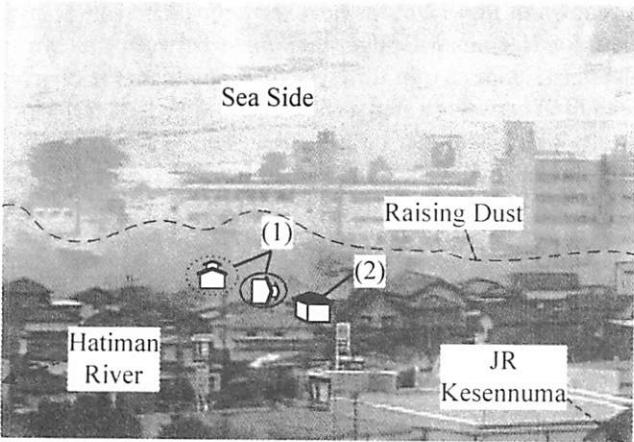 Sea Side
Raising Dust
(1)
(2)
Hatiman
River
JR
Kesennuma